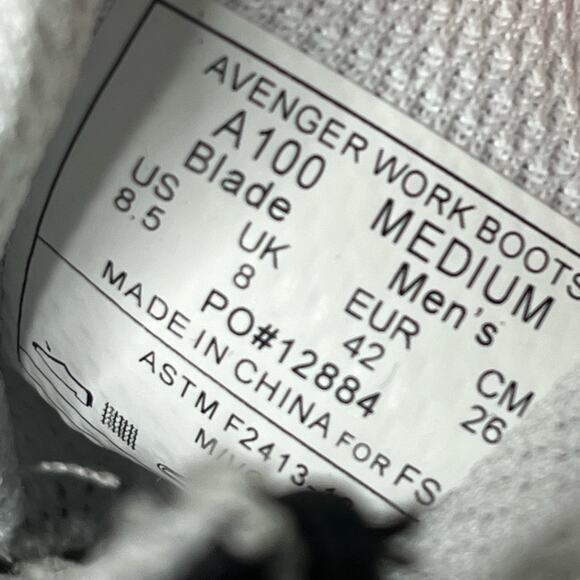 AVENGER WORK BOOTS
A100 MEDIUM
Blade Men's
US UK EUR CM
8.5 8 42 26
PO#12884
MADE IN CHINA FOR FS
ASTM F2413-